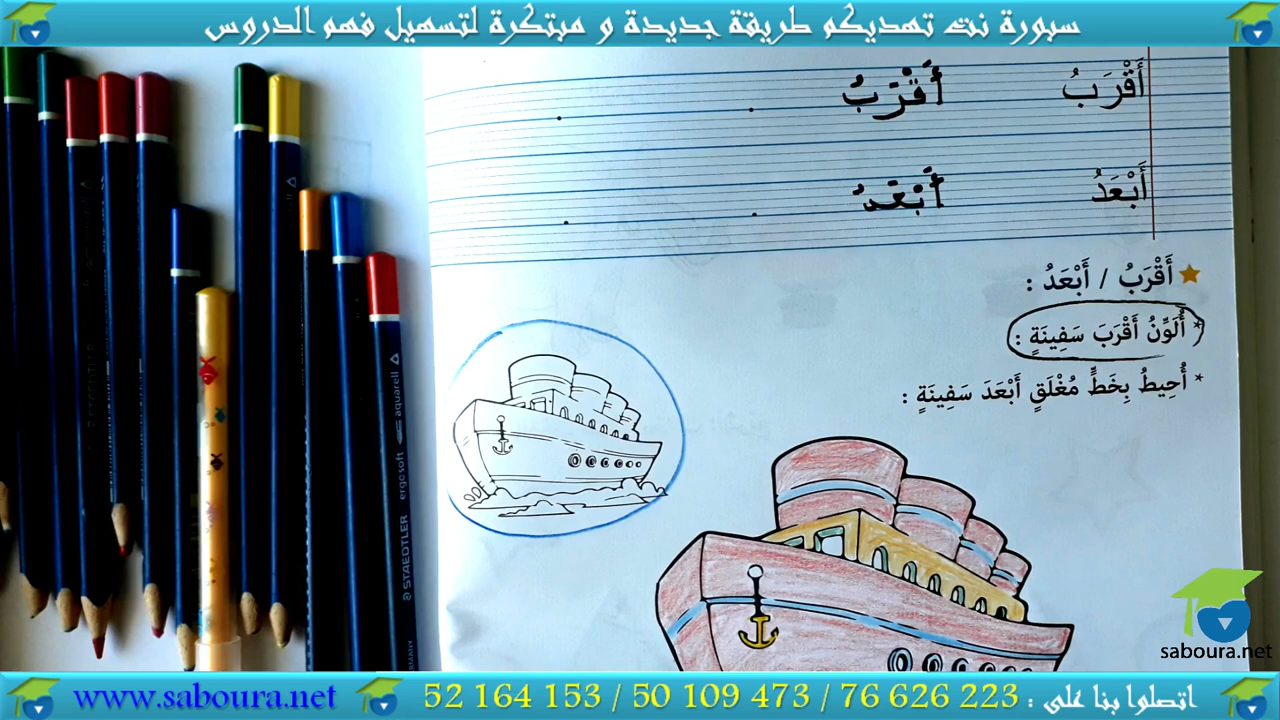 سبورة نت تهديكم طريقة جديدة و مبتكرة لتسهيل فهم الدروس
أَقْرَبُ أَقْرَبُ . .
أَبْعَدُ أَبْعَدُ . .
أَقْرَبُ / أَبْعَدُ :
* أُلَوِّنُ أَقْرَبَ سَفِينَةٍ :
* أُحِيطُ بِخَطٍّ مُغْلَقٍ أَبْعَدَ سَفِينَةٍ :
STAEDTLER ergosoft aquarell
saboura.net
www.saboura.net
اتصلوا بنا على : 52 164 153 / 50 109 473 / 76 626 223